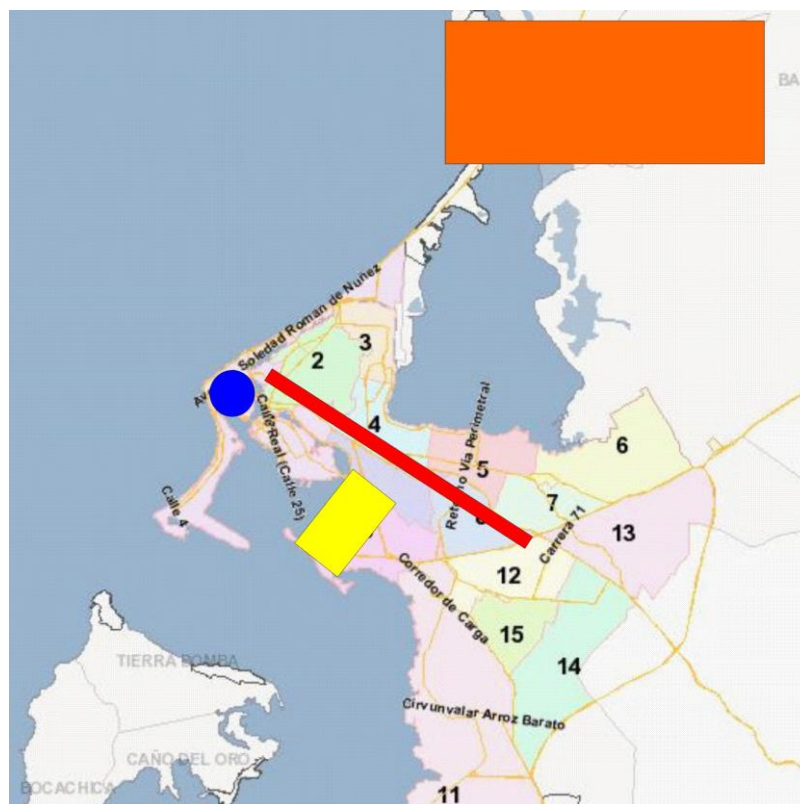 BA
Soledad Roman de Nuñez
Av
3
2
4
Calle Real (Calle 25)
Via Perimetral
5
6
Calle 4
7
13
Carrera 71
12
Corredor de Carga
15
TIERRA BOMBA
14
Cirvunvalar Arroz Barato
CAÑO DEL ORO
BOCACHICA
11